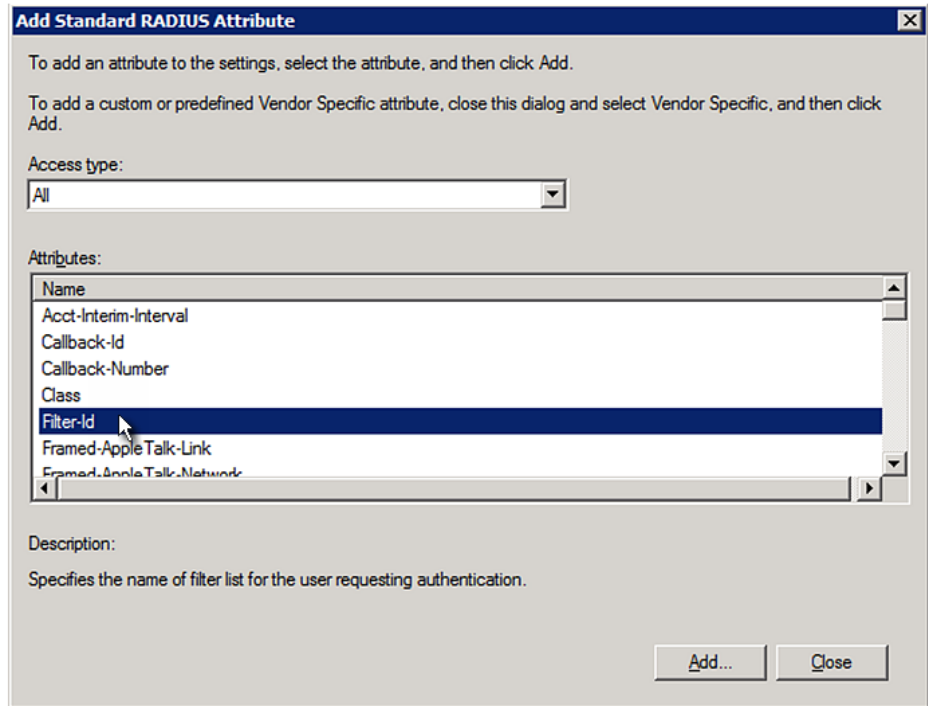 Add Standard RADIUS Attribute
To add an attribute to the settings, select the attribute, and then click Add.
To add a custom or predefined Vendor Specific attribute, close this dialog and select Vendor Specific, and then click
Add.
Access type:
All
Attributes:
Name
Acct-Interim-Interval
Callback-Id
Callback-Number
Class
Filter-Id
Framed-AppleTalk-Link
Framed-AppleTalk-Network
Description:
Specifies the name of filter list for the user requesting authentication.
Add... Close